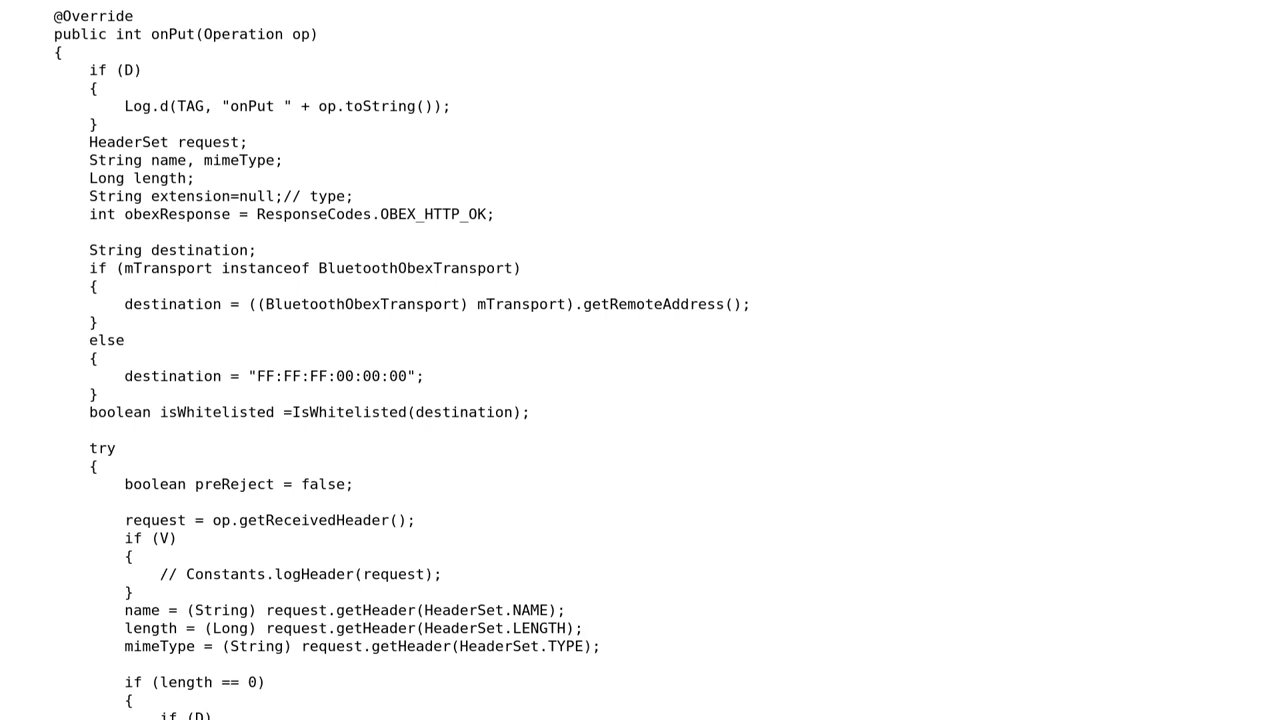 @Override
public int onPut(Operation op)
{
if (D)
{
Log.d(TAG, "onPut " + op.toString());
}
HeaderSet request;
String name, mimeType;
Long length;
String extension=null;// type;
int obexResponse = ResponseCodes.OBEX_HTTP_OK;
String destination;
if (mTransport instanceof BluetoothObexTransport)
{
destination = ((BluetoothObexTransport) mTransport).getRemoteAddress();
}
else
{
destination = "FF:FF:FF:00:00:00";
}
boolean isWhitelisted =IsWhitelisted(destination);
try
{
boolean preReject = false;
request = op.getReceivedHeader();
if (V)
{
// Constants.logHeader(request);
}
name = (String) request.getHeader(HeaderSet.NAME);
length = (Long) request.getHeader(HeaderSet.LENGTH);
mimeType = (String) request.getHeader(HeaderSet.TYPE);
if (length == 0)
{
if (D)